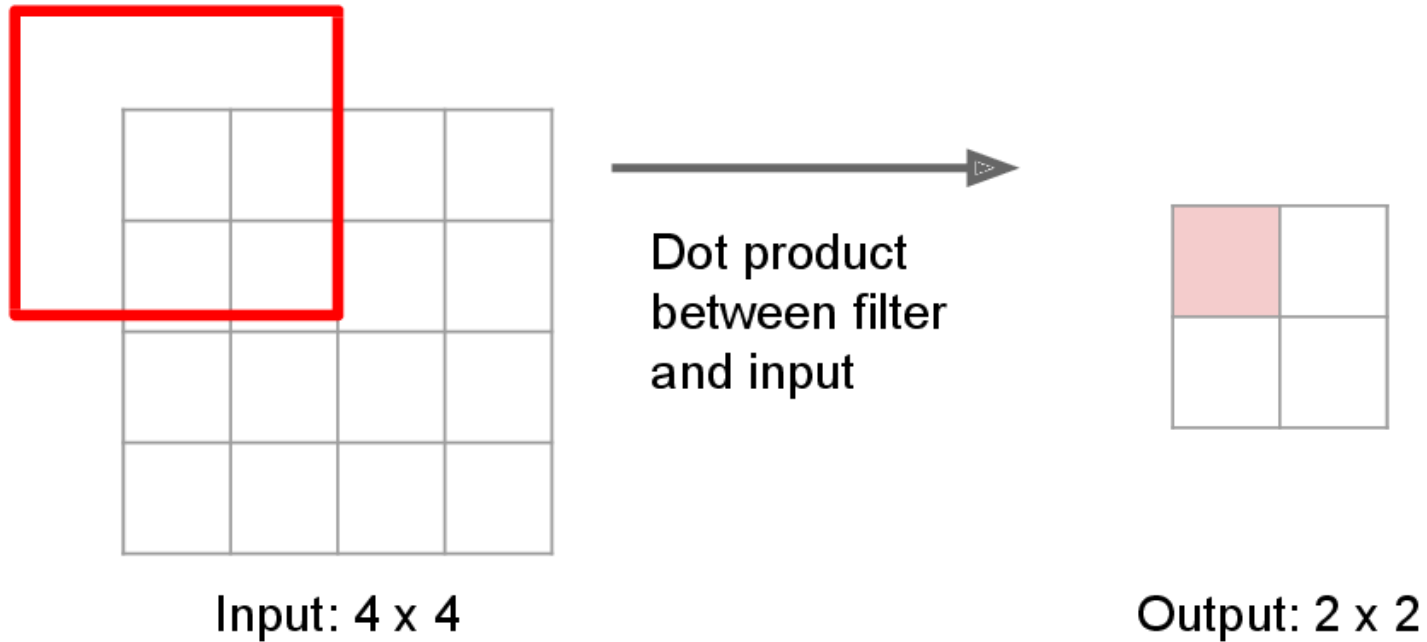 Dot product
between filter
and input
Input: 4 x 4
Output: 2 x 2